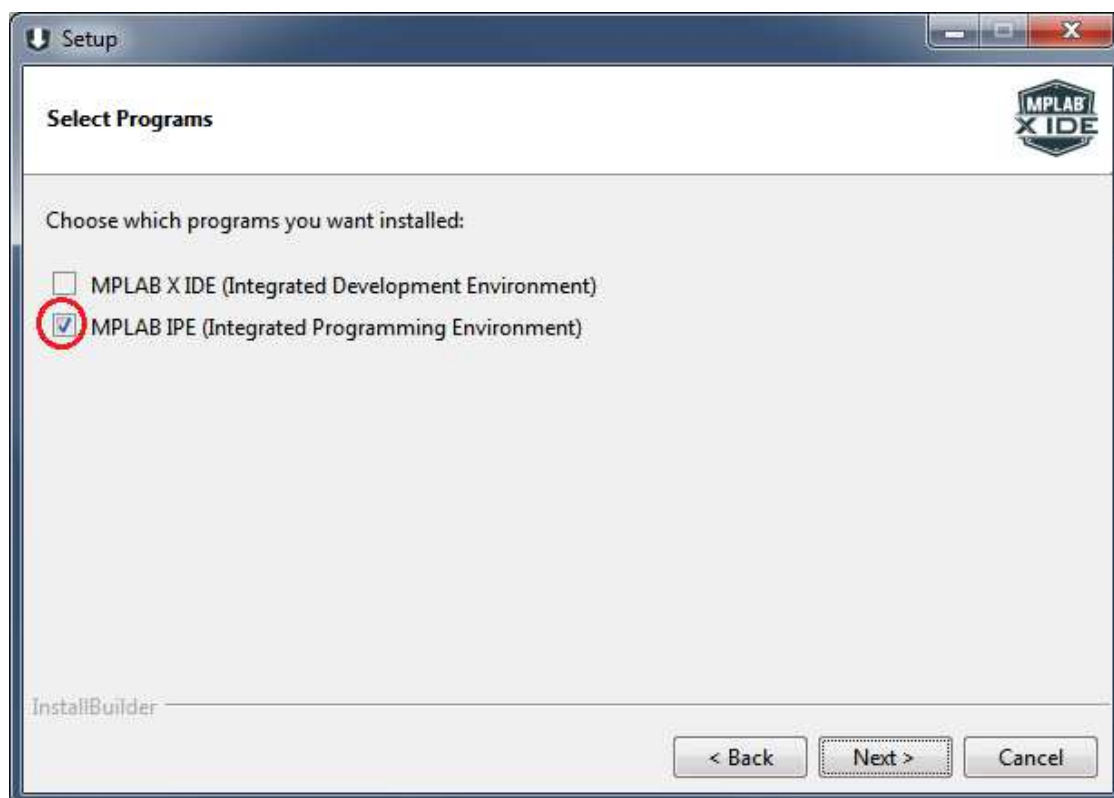 Setup
Select Programs
MPLAB
X IDE
Choose which programs you want installed:
MPLAB X IDE (Integrated Development Environment)
MPLAB IPE (Integrated Programming Environment)
InstallBuilder
< Back
Next >
Cancel